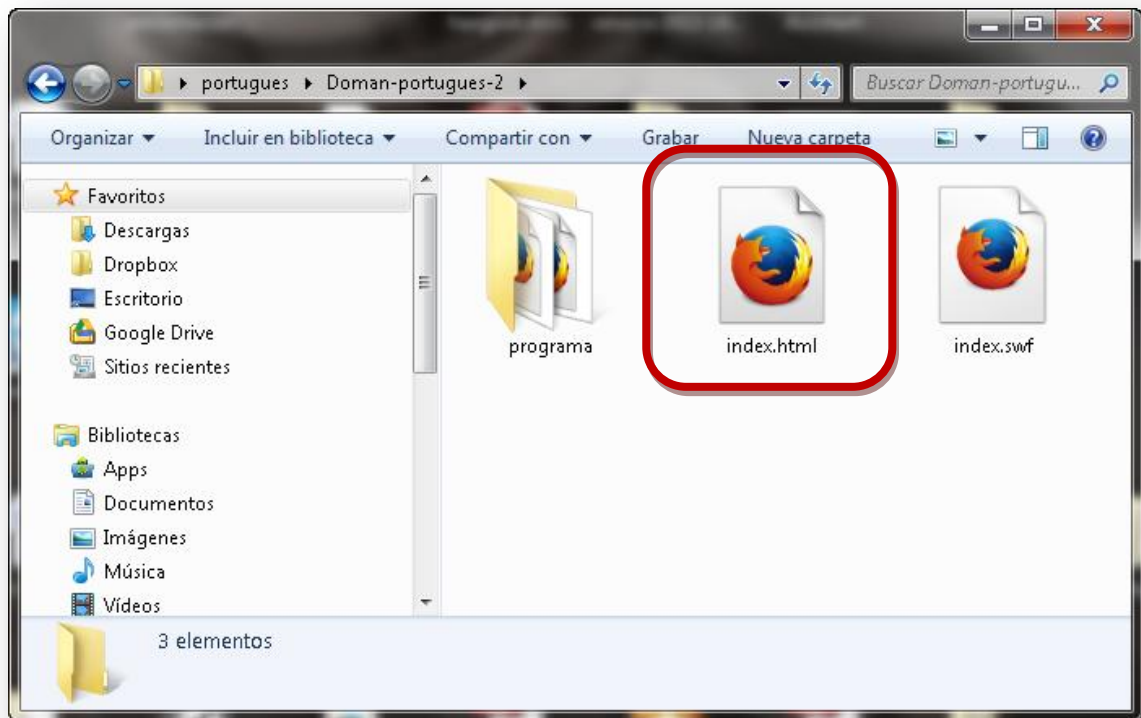 portugues Doman-portugues-2 Buscar Doman-portugu...
Organizar Incluir en biblioteca Compartir con Grabar Nueva carpeta
Favoritos
Descargas
Dropbox
Escritorio
Google Drive
Sitios recientes
Bibliotecas
Apps
Documentos
Imágenes
Música
Vídeos
programa index.html index.swf
3 elementos